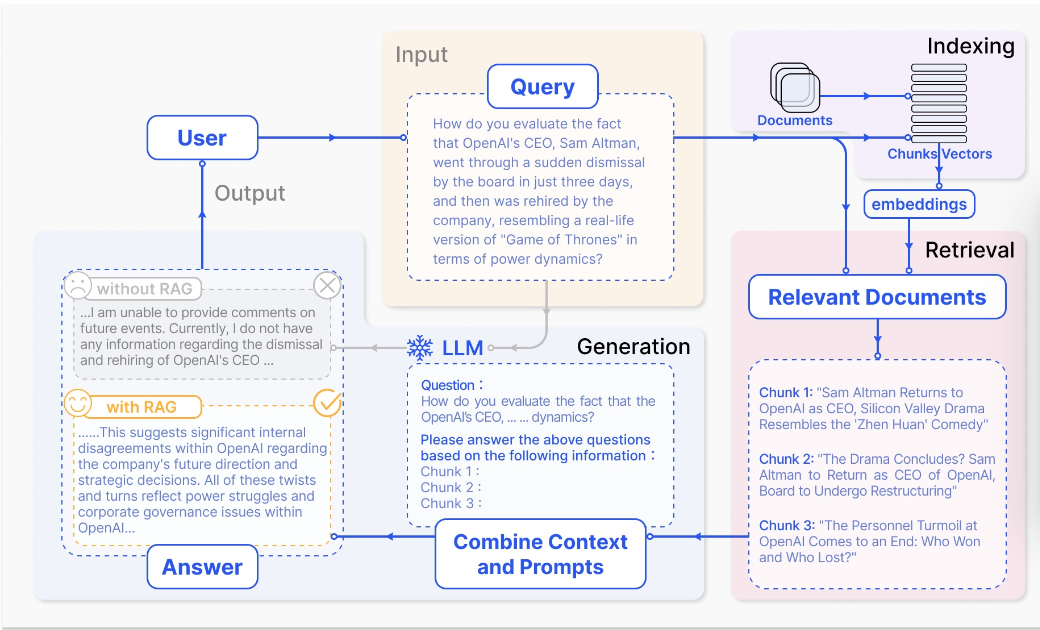 Input
Query
How do you evaluate the fact
that OpenAI's CEO, Sam Altman,
went through a sudden dismissal
by the board in just three days,
and then was rehired by the
company, resembling a real-life
version of "Game of Thrones" in
terms of power dynamics?
Indexing
Documents
Chunks Vectors
embeddings
User
Output
Retrieval
Relevant Documents
Chunk 1: "Sam Altman Returns to
OpenAI as CEO, Silicon Valley Drama
Resembles the 'Zhen Huan' Comedy"
Chunk 2: "The Drama Concludes? Sam
Altman to Return as CEO of OpenAI,
Board to Undergo Restructuring"
Chunk 3: "The Personnel Turmoil at
OpenAI Comes to an End: Who Won
and Who Lost?"
Generation
LLM
Question :
How do you evaluate the fact that the
OpenAI's CEO, ... ... dynamics?
Please answer the above questions
based on the following information :
Chunk 1 :
Chunk 2 :
Chunk 3 :
Combine Context
and Prompts
without RAG
...I am unable to provide comments on
future events. Currently, I do not have
any information regarding the dismissal
and rehiring of OpenAI's CEO ...
with RAG
......This suggests significant internal
disagreements within OpenAI regarding
the company's future direction and
strategic decisions. All of these twists
and turns reflect power struggles and
corporate governance issues within
OpenAI...
Answer